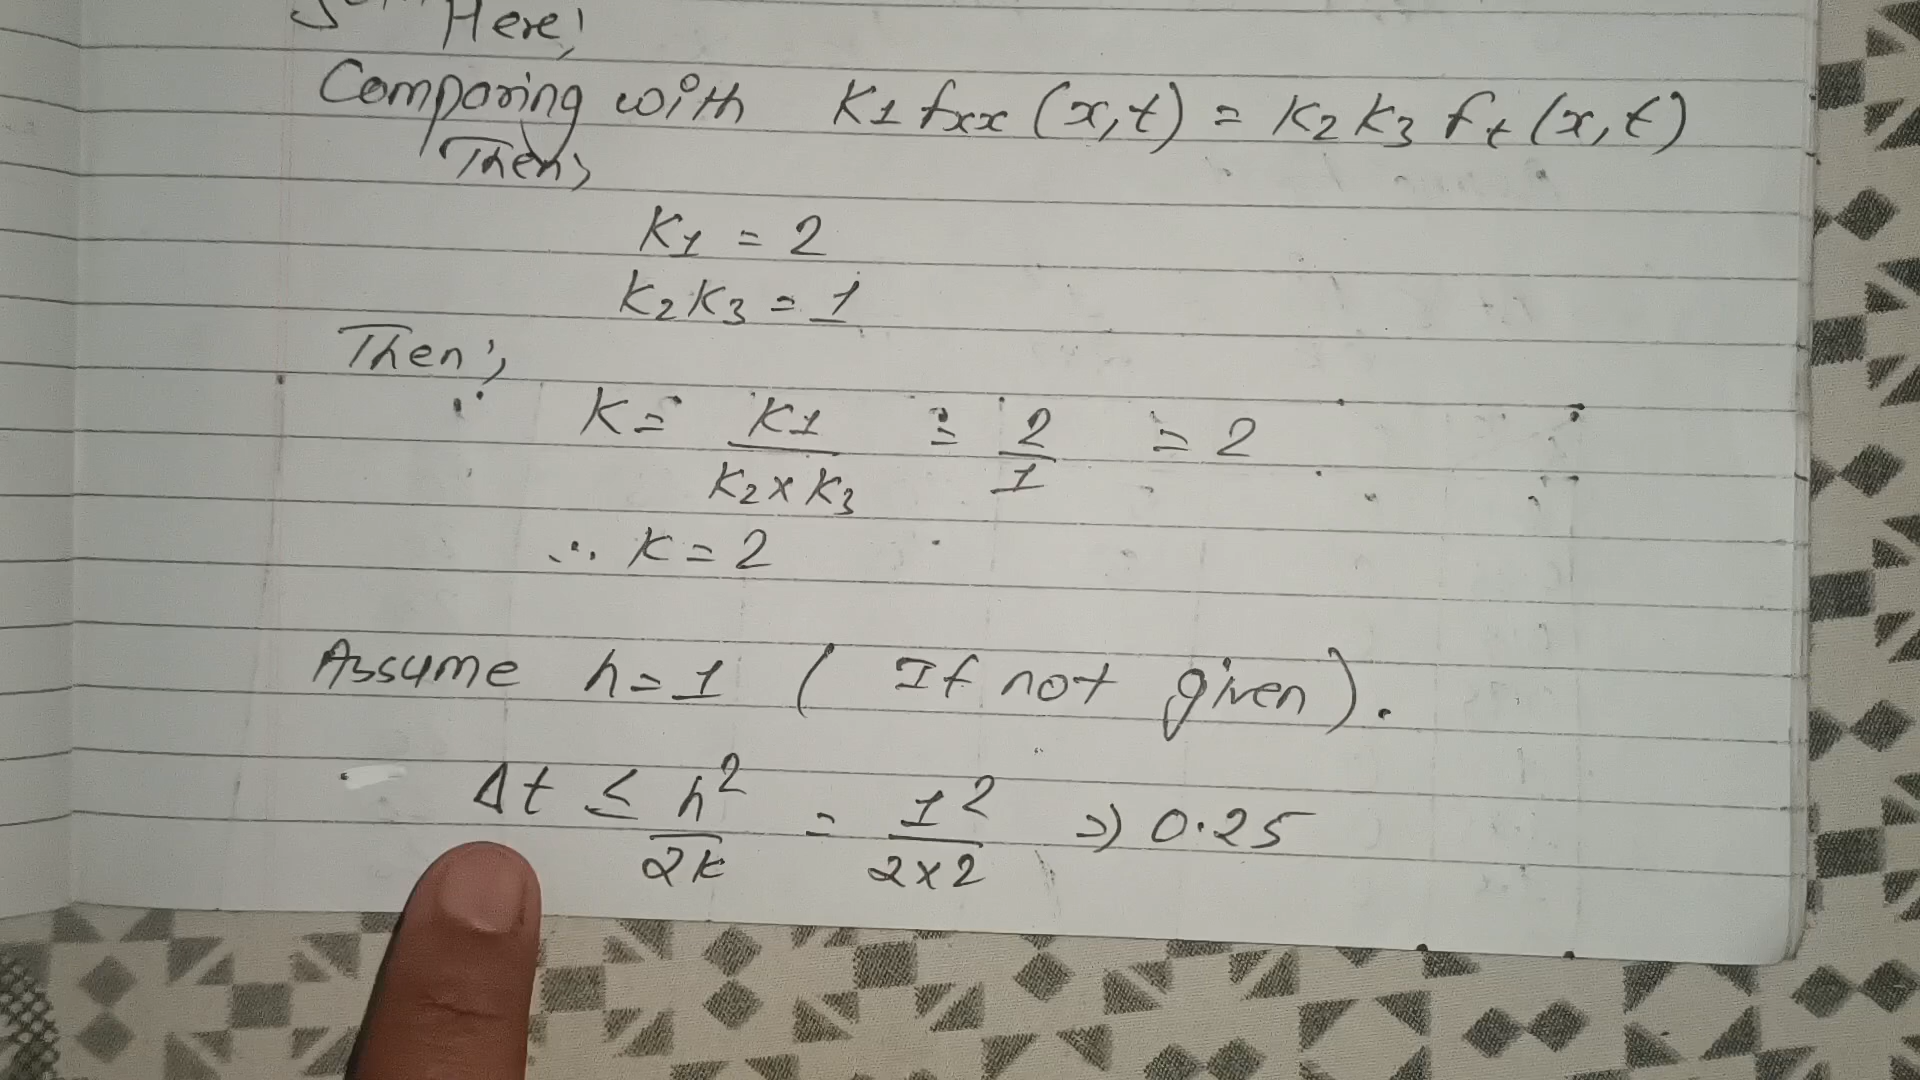 Here;
Comparing with K1 fxx (x,t) = K2 K3 ft (x,t)
Then,
K1 = 2
K2 K3 = 1
Then,
K = K1 / K2 x K3 = 2 / 1 = 2
∴ K = 2
Assume h = 1 ( If not given ).
Δt ≤ h² / 2k = 1² / 2x2 => 0.25